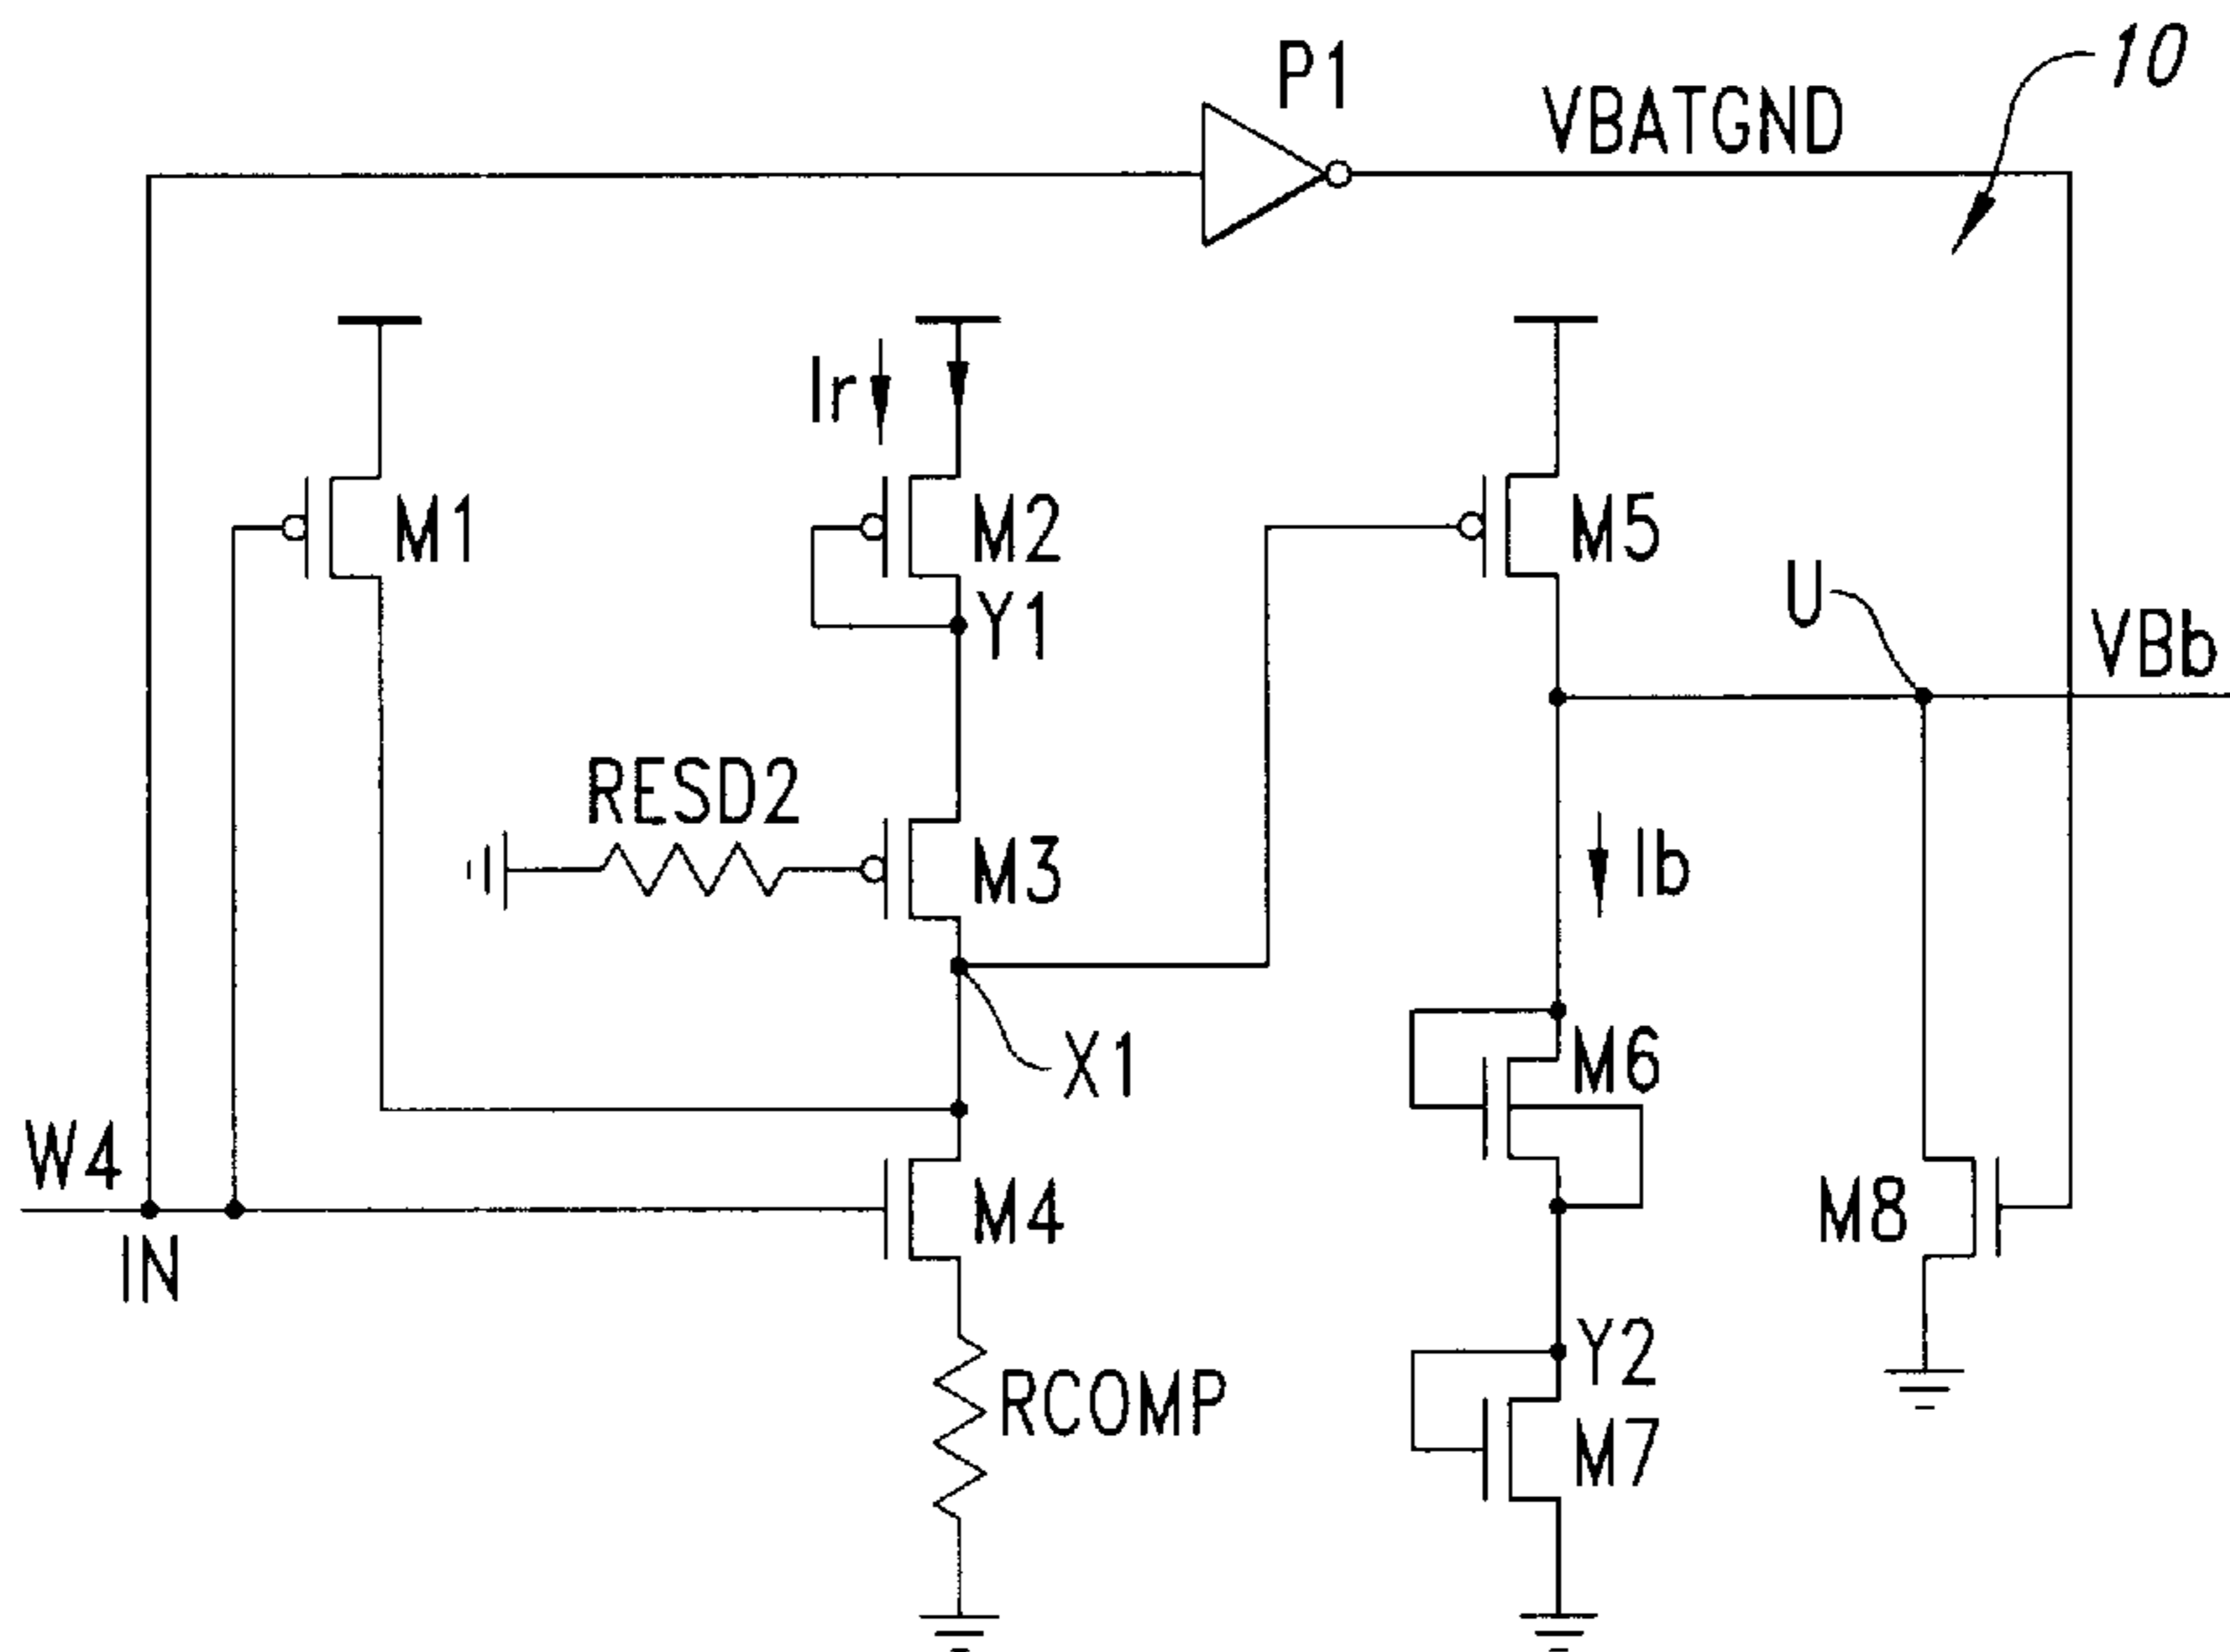 P1
VBATGND
10
Ir
M1
M2
M5
Y1
U
VBb
RESD2
M3
Ib
X1
M6
W4
IN
M4
M8
Y2
RCOMP
M7